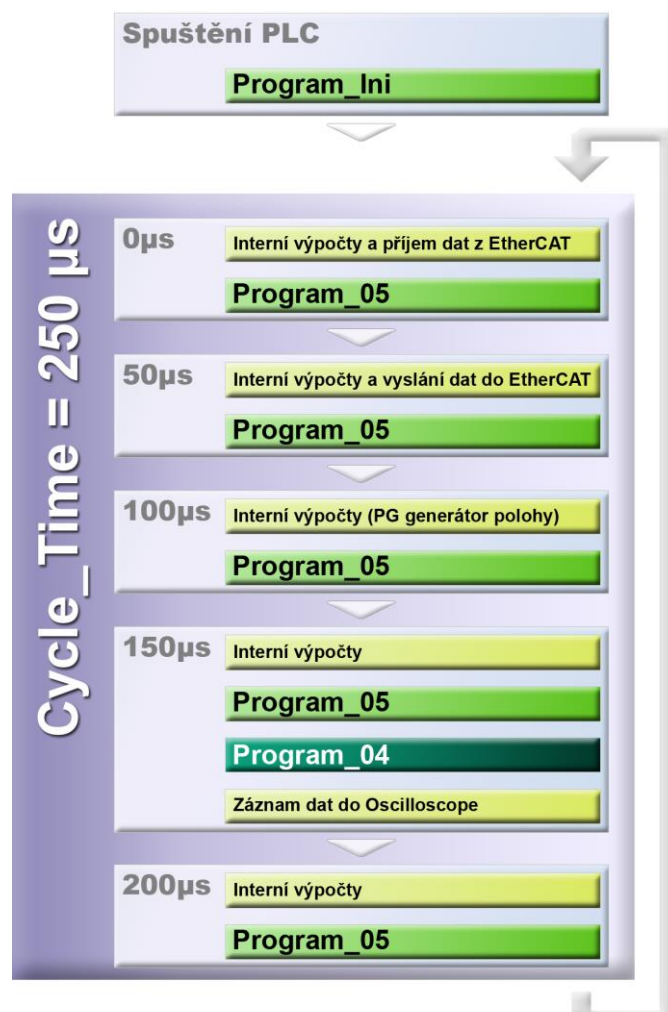 Spuštění PLC
Program_Ini
Cycle_Time = 250 µs
0µs
Interní výpočty a příjem dat z EtherCAT
Program_05
50µs
Interní výpočty a vyslání dat do EtherCAT
Program_05
100µs
Interní výpočty (PG generátor polohy)
Program_05
150µs
Interní výpočty
Program_05
Program_04
Záznam dat do Oscilloscope
200µs
Interní výpočty
Program_05